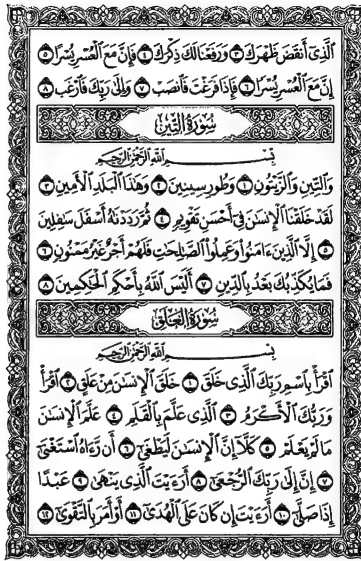 ٱلَّذِىٓ أَنقَضَ ظَهْرَكَ ٣ وَرَفَعْنَا لَكَ ذِكْرَكَ ٤ فَإِنَّ مَعَ ٱلْعُسْرِ يُسْرًا ٥
إِنَّ مَعَ ٱلْعُسْرِ يُسْرًا ٦ فَإِذَا فَرَغْتَ فَٱنصَبْ ٧ وَإِلَىٰ رَبِّكَ فَٱرْغَب ٨
سُورَةُ التِّينِ
بِسْمِ ٱللَّهِ ٱلرَّحْمَٰنِ ٱلرَّحِيمِ
وَٱلتِّينِ وَٱلزَّيْتُونِ ١ وَطُورِ سِينِينَ ٢ وَهَٰذَا ٱلْبَلَدِ ٱلْأَمِينِ ٣
لَقَدْ خَلَقْنَا ٱلْإِنسَٰنَ فِىٓ أَحْسَنِ تَقْوِيمٍ ٤ ثُمَّ رَدَدْنَٰهُ أَسْفَلَ سَٰفِلِينَ
٥ إِلَّا ٱلَّذِينَ ءَامَنُوا۟ وَعَمِلُوا۟ ٱلصَّٰلِحَٰتِ فَلَهُمْ أَجْرٌ غَيْرُ مَمْنُونٍ ٦
فَمَا يُكَذِّبُكَ بَعْدُ بِٱلدِّينِ ٧ أَلَيْسَ ٱللَّهُ بِأَحْكَمِ ٱلْحَٰكِمِينَ ٨
سُورَةُ العَلَقِ
بِسْمِ ٱللَّهِ ٱلرَّحْمَٰنِ ٱلرَّحِيمِ
ٱقْرَأْ بِٱسْمِ رَبِّكَ ٱلَّذِى خَلَقَ ١ خَلَقَ ٱلْإِنسَٰنَ مِنْ عَلَقٍ ٢ ٱقْرَأْ
وَرَبُّكَ ٱلْأَكْرَمُ ٣ ٱلَّذِى عَلَّمَ بِٱلْقَلَمِ ٤ عَلَّمَ ٱلْإِنسَٰنَ
مَا لَمْ يَعْلَمْ ٥ كَلَّآ إِنَّ ٱلْإِنسَٰنَ لَيَطْغَىٰٓ ٦ أَن رَّءَاهُ ٱسْتَغْنَىٰٓ
٧ إِنَّ إِلَىٰ رَبِّكَ ٱلرُّجْعَىٰٓ ٨ أَرَءَيْتَ ٱلَّذِى يَنْهَىٰ ٩ عَبْدًا
إِذَا صَلَّىٰٓ ١٠ أَرَءَيْتَ إِن كَانَ عَلَى ٱلْهُدَىٰٓ ١١ أَوْ أَمَرَ بِٱلتَّقْوَىٰٓ ١٢